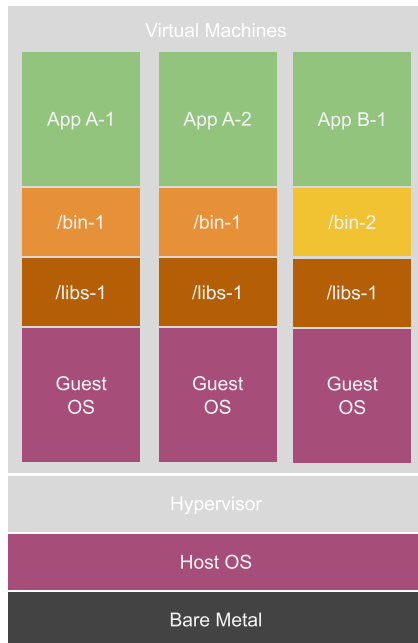 Virtual Machines
App A-1
App A-2
App B-1
/bin-1
/bin-1
/bin-2
/libs-1
/libs-1
/libs-1
Guest
OS
Guest
OS
Guest
OS
Hypervisor
Host OS
Bare Metal